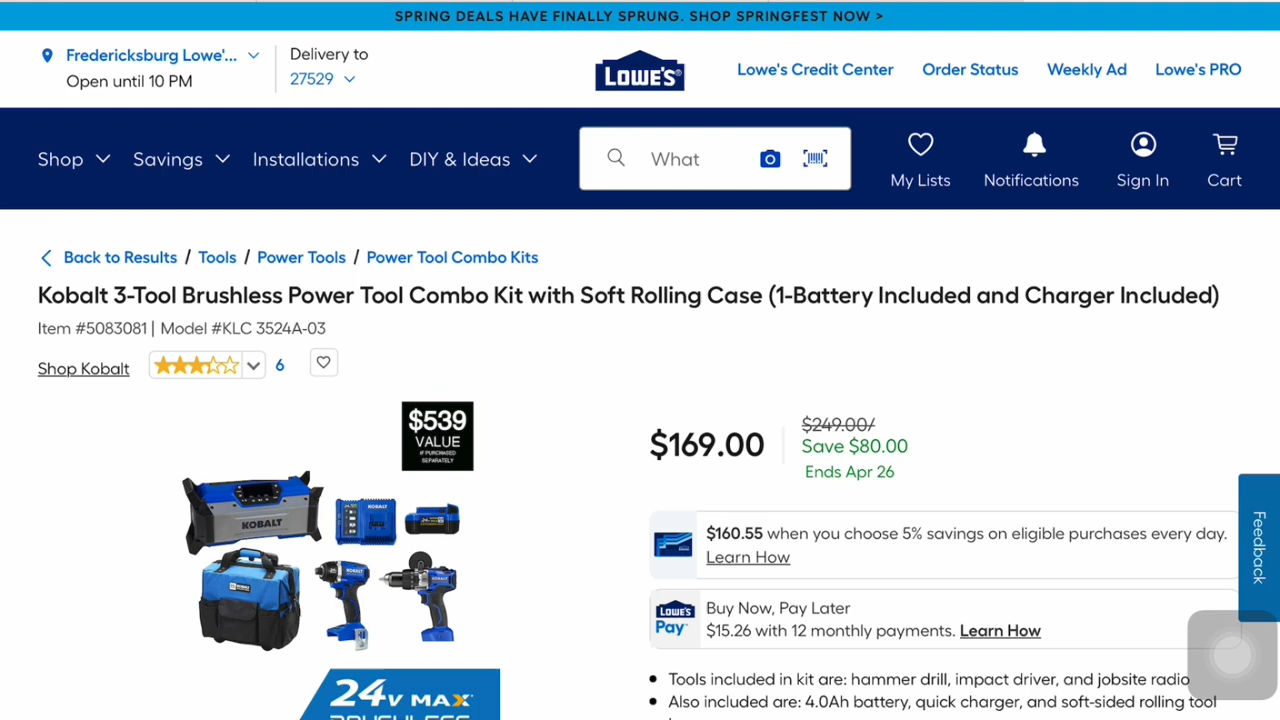 SPRING DEALS HAVE FINALLY SPRUNG. SHOP SPRINGFEST NOW >
Fredericksburg Lowe'...
Open until 10 PM
Delivery to
27529
LOWE'S
Lowe's Credit Center
Order Status
Weekly Ad
Lowe's PRO
Shop
Savings
Installations
DIY & Ideas
What
My Lists
Notifications
Sign In
Cart
Back to Results / Tools / Power Tools / Power Tool Combo Kits
Kobalt 3-Tool Brushless Power Tool Combo Kit with Soft Rolling Case (1-Battery Included and Charger Included)
Item #5083081 | Model #KLC 3524A-03
Shop Kobalt
6
$539
VALUE
IF PURCHASED
SEPARATELY
KOBALT
KOBALT
24V MAX
$169.00
$249.00/
Save $80.00
Ends Apr 26
$160.55 when you choose 5% savings on eligible purchases every day.
Learn How
LOWE'S
Pay
Buy Now, Pay Later
$15.26 with 12 monthly payments. Learn How
Feedback
• Tools included in kit are: hammer drill, impact driver, and jobsite radio
• Also included are: 4.0Ah battery, quick charger, and soft-sided rolling tool
BRUSHLESS